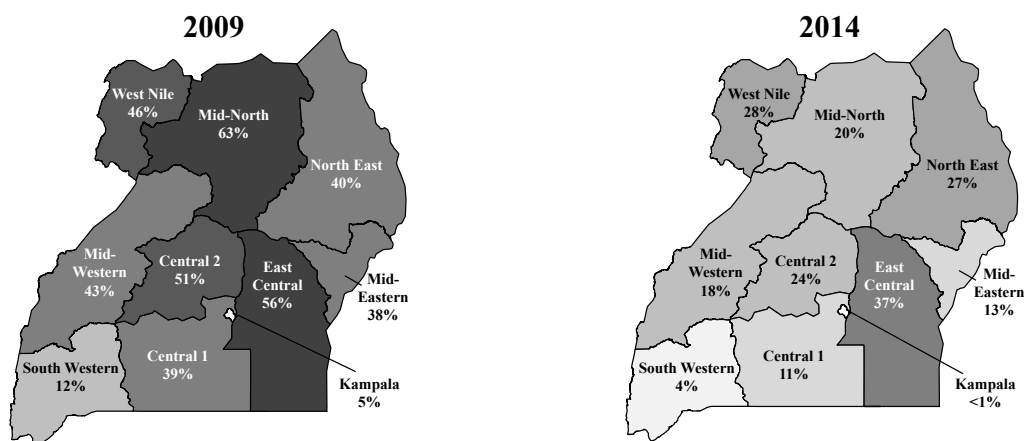 2009
West Nile
46%
Mid-North
63%
North East
40%
Mid-
Western
43%
Central 2
51%
East
Central
56%
Mid-
Eastern
38%
South Western
12%
Central 1
39%
Kampala
5%
2014
West Nile
28%
Mid-North
20%
North East
27%
Mid-
Western
18%
Central 2
24%
East
Central
37%
Mid-
Eastern
13%
South Western
4%
Central 1
11%
Kampala
<1%